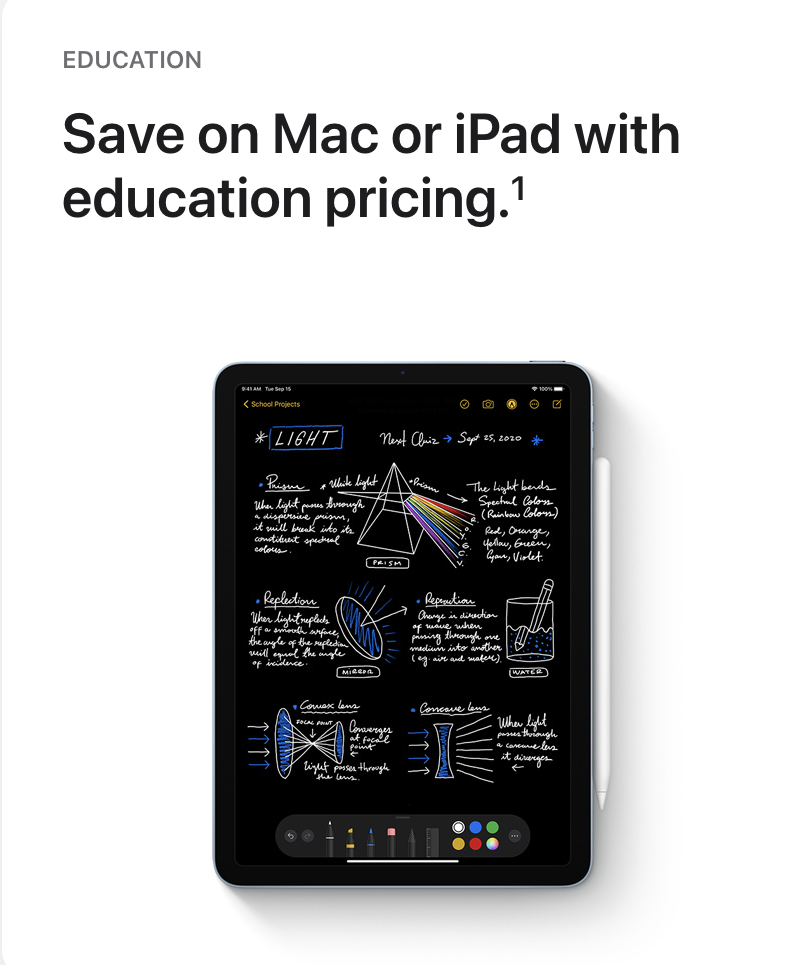 EDUCATION
Save on Mac or iPad with
education pricing.1
9:41 AM Tue Sep 15
100%
School Projects
LIGHT
Next Quiz → Sept 25, 2020
Prism
White light
Prism
When light passes through
a dispersive prism,
it will break into its
constituent spectral
colors.
R.
O.
Y.
G.
C.
V.
PRISM
The light bends
Spectral Colors
(Rainbow Colors)
Red, Orange,
Yellow, Green,
Cyan, Violet.
Reflection
When light reflects
off a smooth surface,
the angle of the reflection
will equal the angle
of incidence.
MIRROR
Refraction
Change in direction
of wave when
passing through one
medium into another
(eg. air and water).
WATER
Convex lens
FOCAL POINT
Converges
at focal
point
Light passes through
the lens.
Concave lens
When light
passes through
a concave lens
it diverges